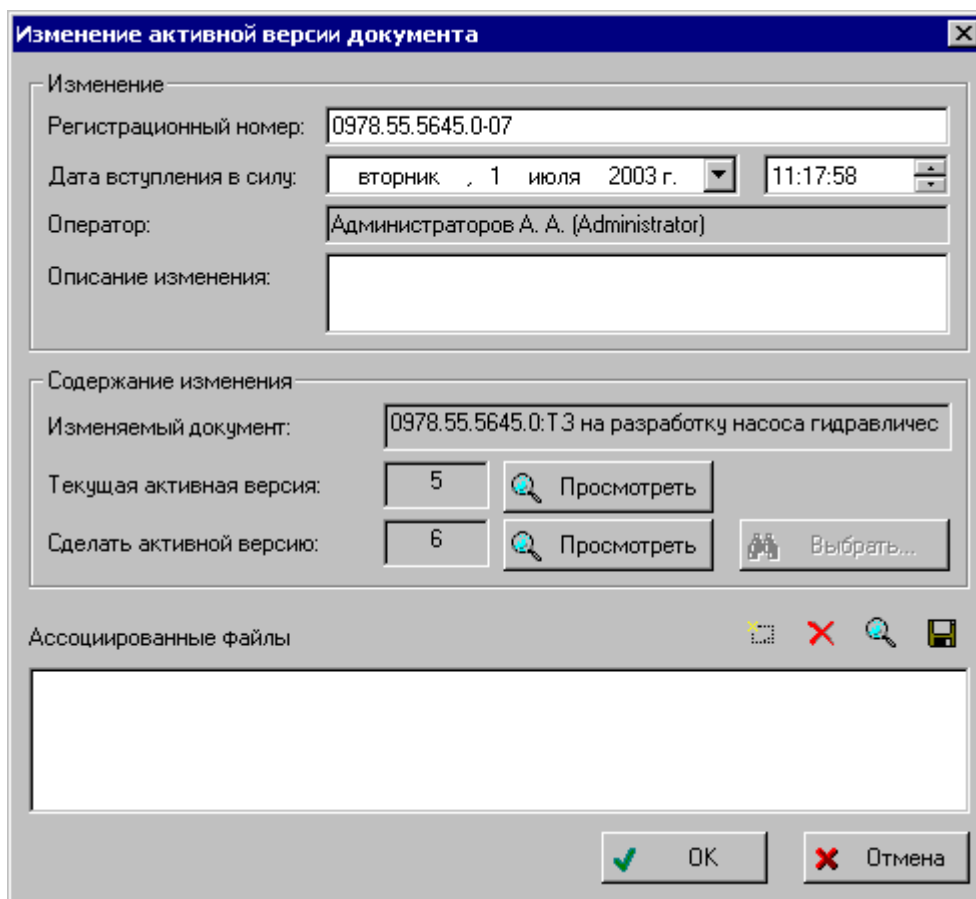 Изменение активной версии документа
Изменение
Регистрационный номер: 0978.55.5645.0-07
Дата вступления в силу: вторник , 1 июля 2003 г. 11:17:58
Оператор: Администраторов А. А. (Administrator)
Описание изменения:
Содержание изменения
Изменяемый документ: 0978.55.5645.0:ТЗ на разработку насоса гидравличес
Текущая активная версия: 5 Просмотреть
Сделать активной версию: 6 Просмотреть Выбрать...
Ассоциированные файлы
OK Отмена